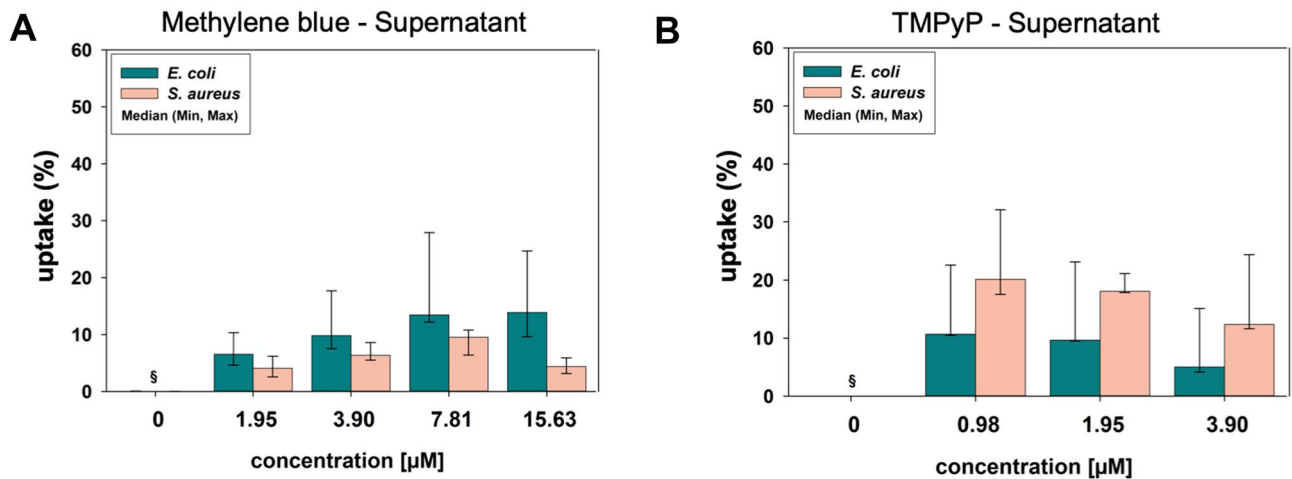 A
Methylene blue - Supernatant
60
50
40
30
20
10
0
uptake (%)
E. coli
S. aureus
Median (Min, Max)
§
0 1.95 3.90 7.81 15.63
concentration [µM]
B
TMPyP - Supernatant
60
50
40
30
20
10
0
uptake (%)
E. coli
S. aureus
Median (Min, Max)
§
0 0.98 1.95 3.90
concentration [µM]